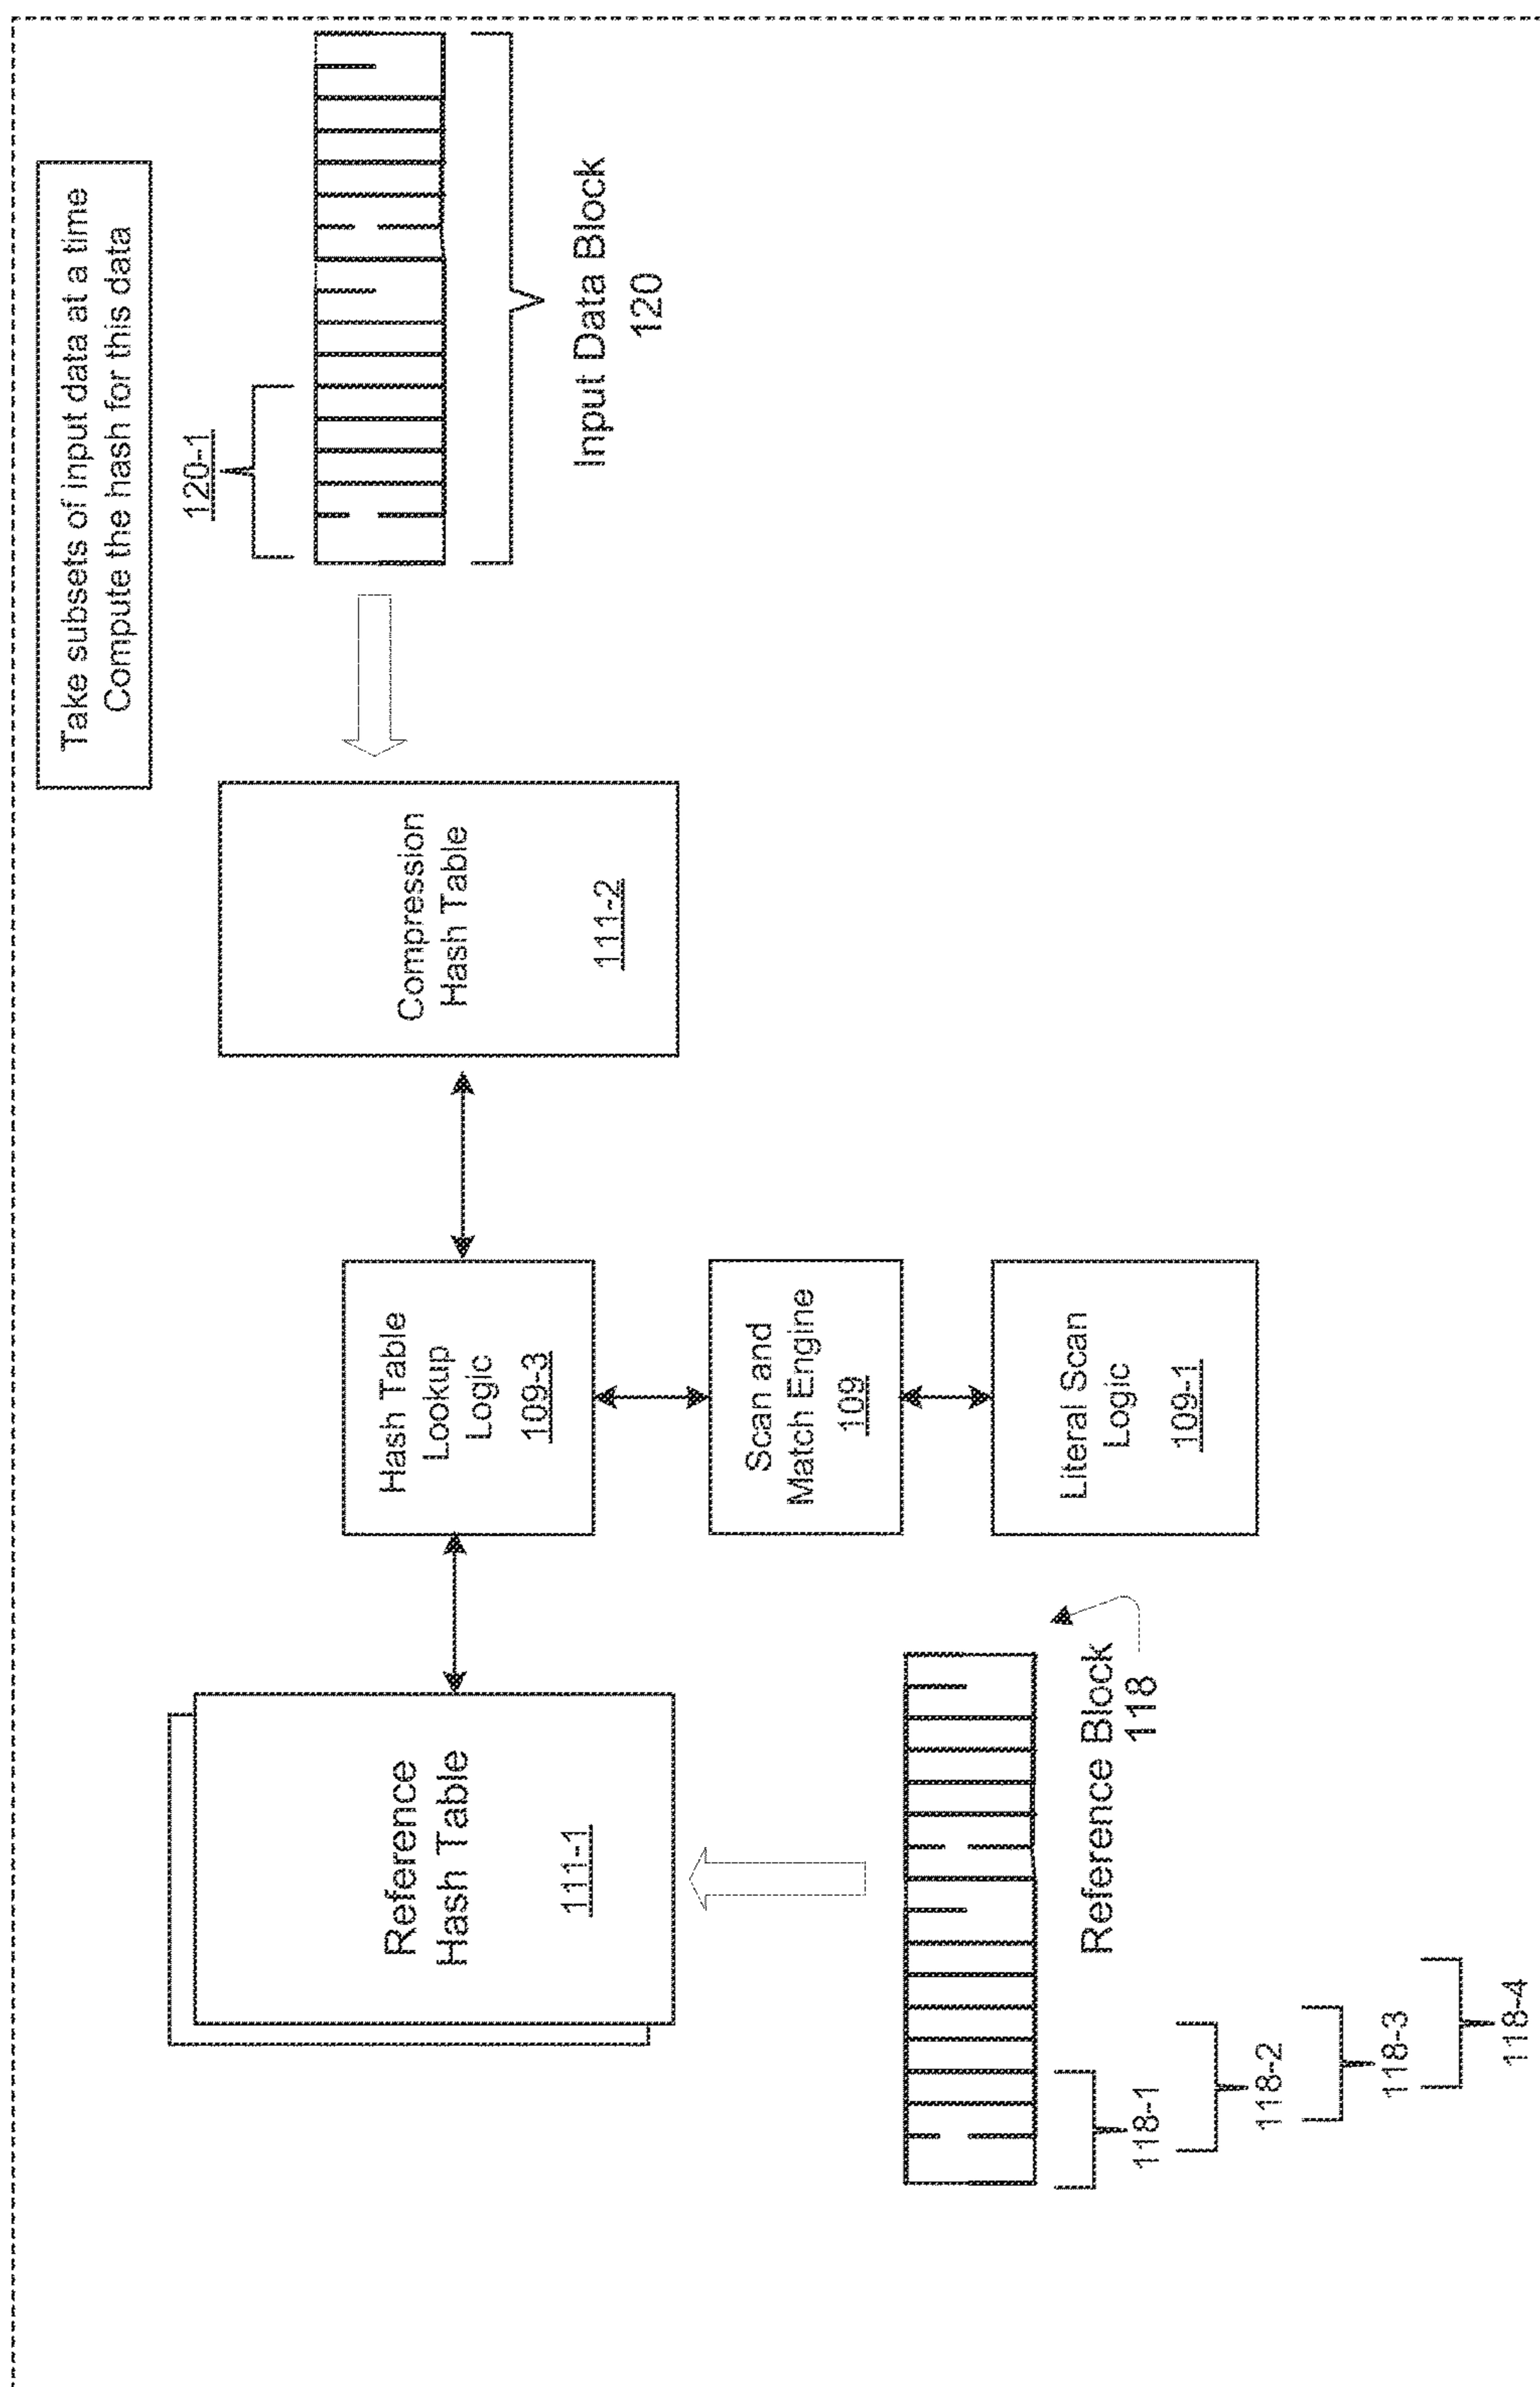 Take subsets of input data at a time
Compute the hash for this data
120-1
Input Data Block
120
Compression
Hash Table
111-2
Hash Table
Lookup
Logic
109-3
Scan and
Match Engine
109
Literal Scan
Logic
109-1
Reference
Hash Table
111-1
Reference Block
118
118-1
118-2
118-3
118-4